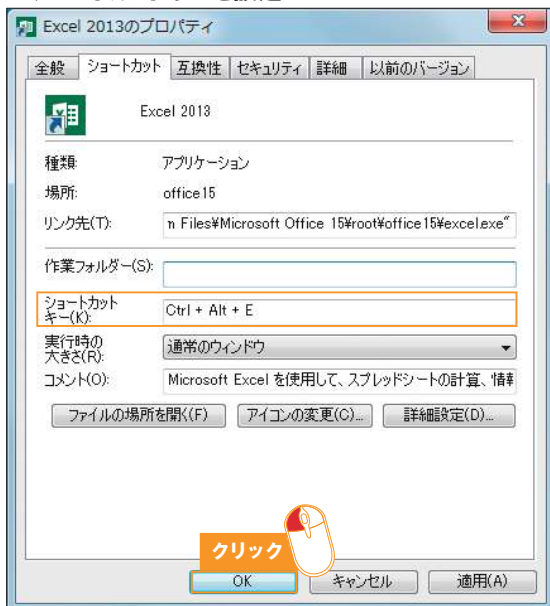 Excel 2013のプロパティ
全般 ショートカット 互換性 セキュリティ 詳細 以前のバージョン
Excel 2013
種類: アプリケーション
場所: office15
リンク先(T): n Files¥Microsoft Office 15¥root¥office15¥excel.exe"
作業フォルダー(S):
ショートカット
キー(K): Ctrl + Alt + E
実行時の
大きさ(R): 通常のウィンドウ
コメント(O): Microsoft Excel を使用して、スプレッドシートの計算、情報
ファイルの場所を開く(F) アイコンの変更(C)... 詳細設定(D)...
クリック
OK キャンセル 適用(A)